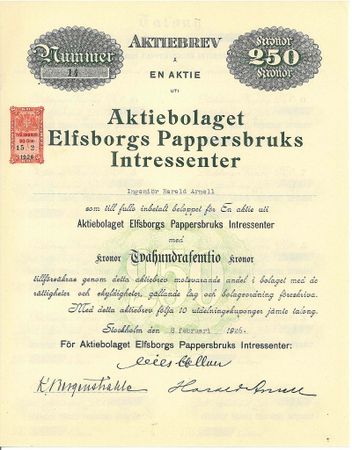 Nummer
14
AKTIEBREV
Å
EN AKTIE
UTI
Kronor
250
Kronor
15 2
1926
Aktiebolaget
Elfsborgs Pappersbruks
Intressenter
Ingeniör Harald Arnell
som till fullo inbetalt beloppet för En aktie uti
Aktiebolaget Elfsborgs Pappersbruks Intressenter
med
Kronor Tvåhundrafemtio Kronor
tillförsäkras genom detta aktiebrev motsvarande andel i bolaget med de
rättigheter och skyldigheter, gällande lag och bolagsordning föreskriva.
Med detta aktiebrev följa 10 utdelningskuponger jämte talong.
Stockholm den 8 februari 1926.
För Aktiebolaget Elfsborgs Pappersbruks Intressenter:
Harald Arnell